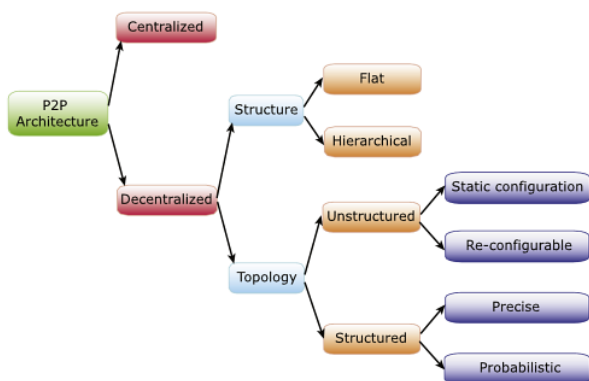 Centralized
P2P
Architecture
Decentralized
Structure
Flat
Hierarchical
Topology
Unstructured
Static configuration
Re-configurable
Structured
Precise
Probabilistic